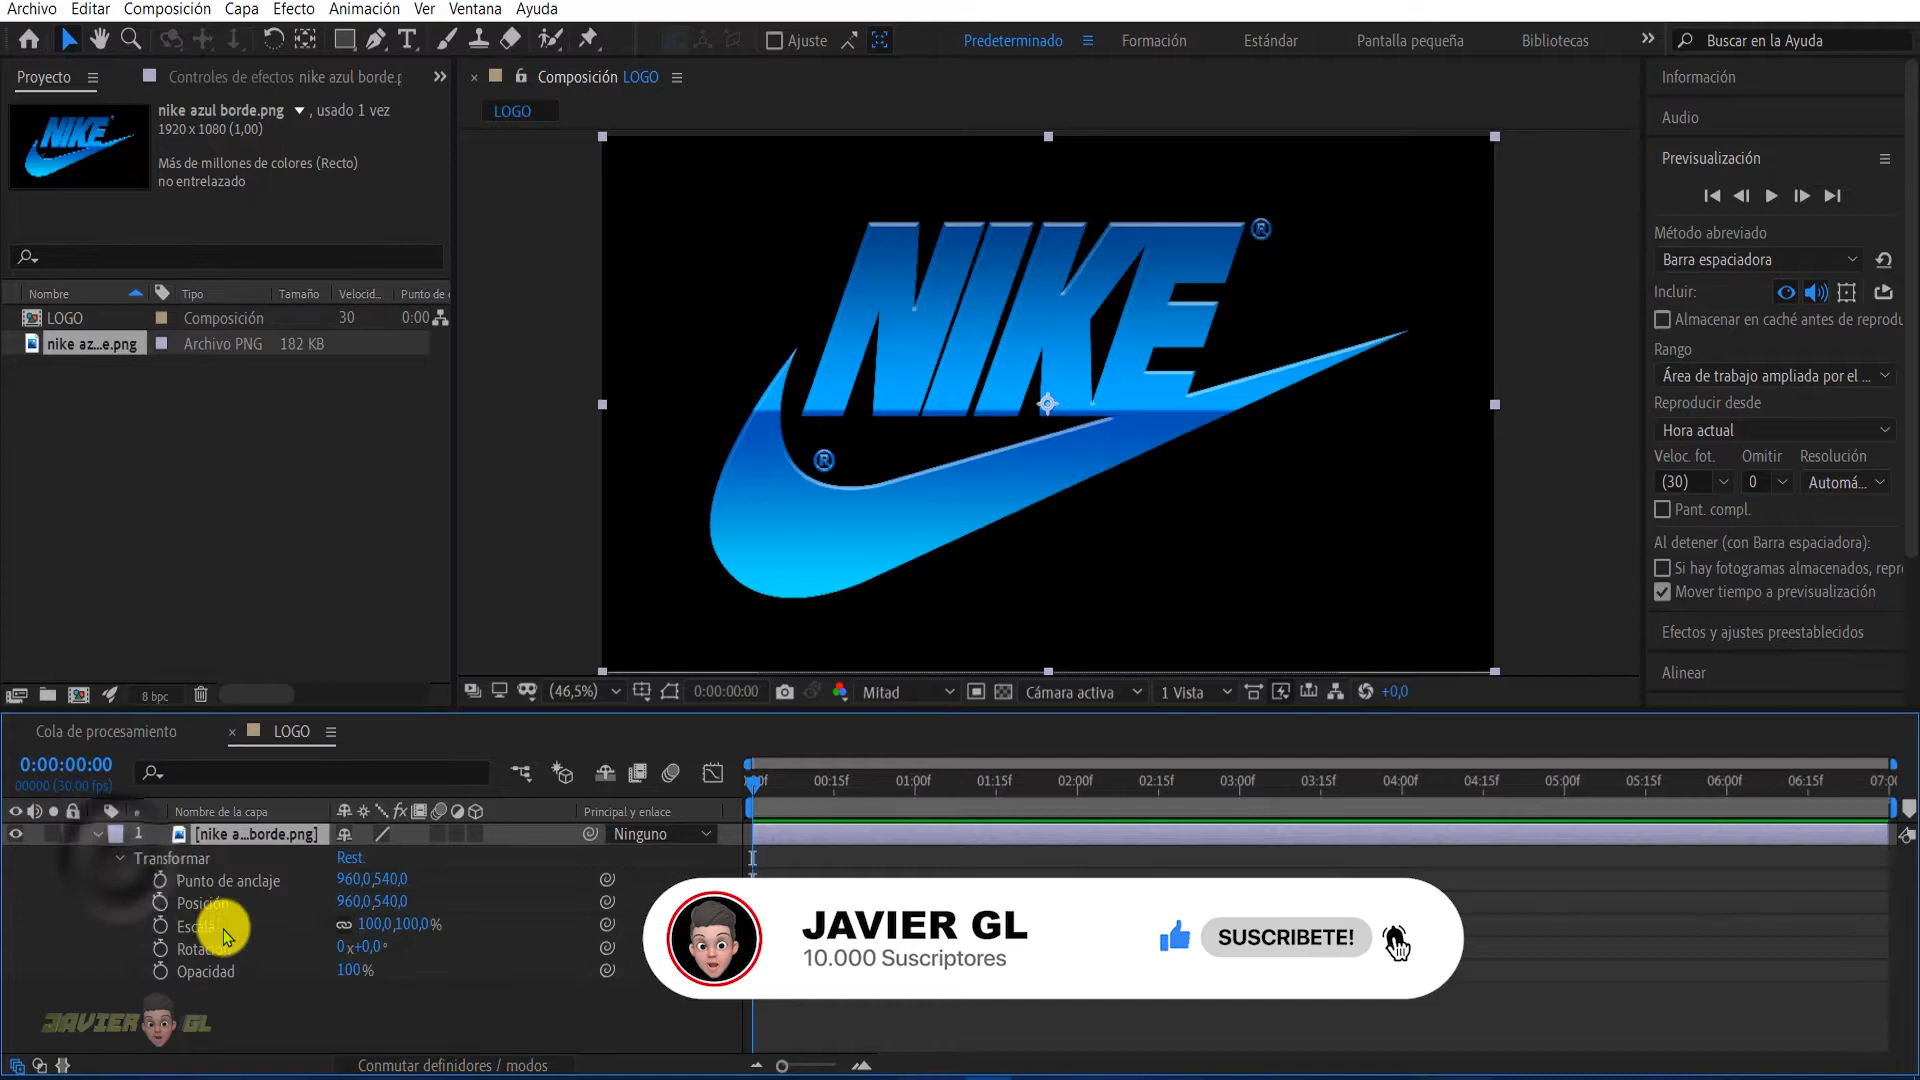 Archivo Editar Composición Capa Efecto Animación Ver Ventana Ayuda
Ajuste Predeterminado Formación Estándar Pantalla pequeña Bibliotecas Buscar en la Ayuda
Proyecto Controles de efectos nike azul borde.p
Composición LOGO
LOGO
nike azul borde.png , usado 1 vez
1920 x 1080 (1,00)
Más de millones de colores (Recto)
no entrelazado
Nombre Tipo Tamaño Velocid... Punto de
LOGO Composición 30 0:00
nike az...e.png Archivo PNG 182 KB
8 bpc
NIKE
NIKE ®
®
(46,5%) 0:00:00:00 Mitad Cámara activa 1 Vista +0,0
Información
Audio
Previsualización
Método abreviado
Barra espaciadora
Incluir:
Almacenar en caché antes de reprodu
Rango
Área de trabajo ampliada por el ...
Reproducir desde
Hora actual
Veloc. fot. Omitir Resolución
(30) 0 Automá...
Pant. compl.
Al detener (con Barra espaciadora):
Si hay fotogramas almacenados, repr
Mover tiempo a previsualización
Efectos y ajustes preestablecidos
Alinear
Cola de procesamiento LOGO
0:00:00:00
00000 (30.00 fps)
00:15f 01:00f 01:15f 02:00f 02:15f 03:00f 03:15f 04:00f 04:15f 05:00f 05:15f 06:00f 06:15f 07:00
# Nombre de la capa fx Principal y enlace
1 [nike a...borde.png] Ninguno
Transformar Rest.
Punto de anclaje 960,0,540,0
Posición 960,0,540,0
Escala 100,0,100,0%
Rotación 0x+0,0°
Opacidad 100%
JAVIER GL
10.000 Suscriptores
SUSCRIBETE!
JAVIER GL
Conmutar definidores / modos